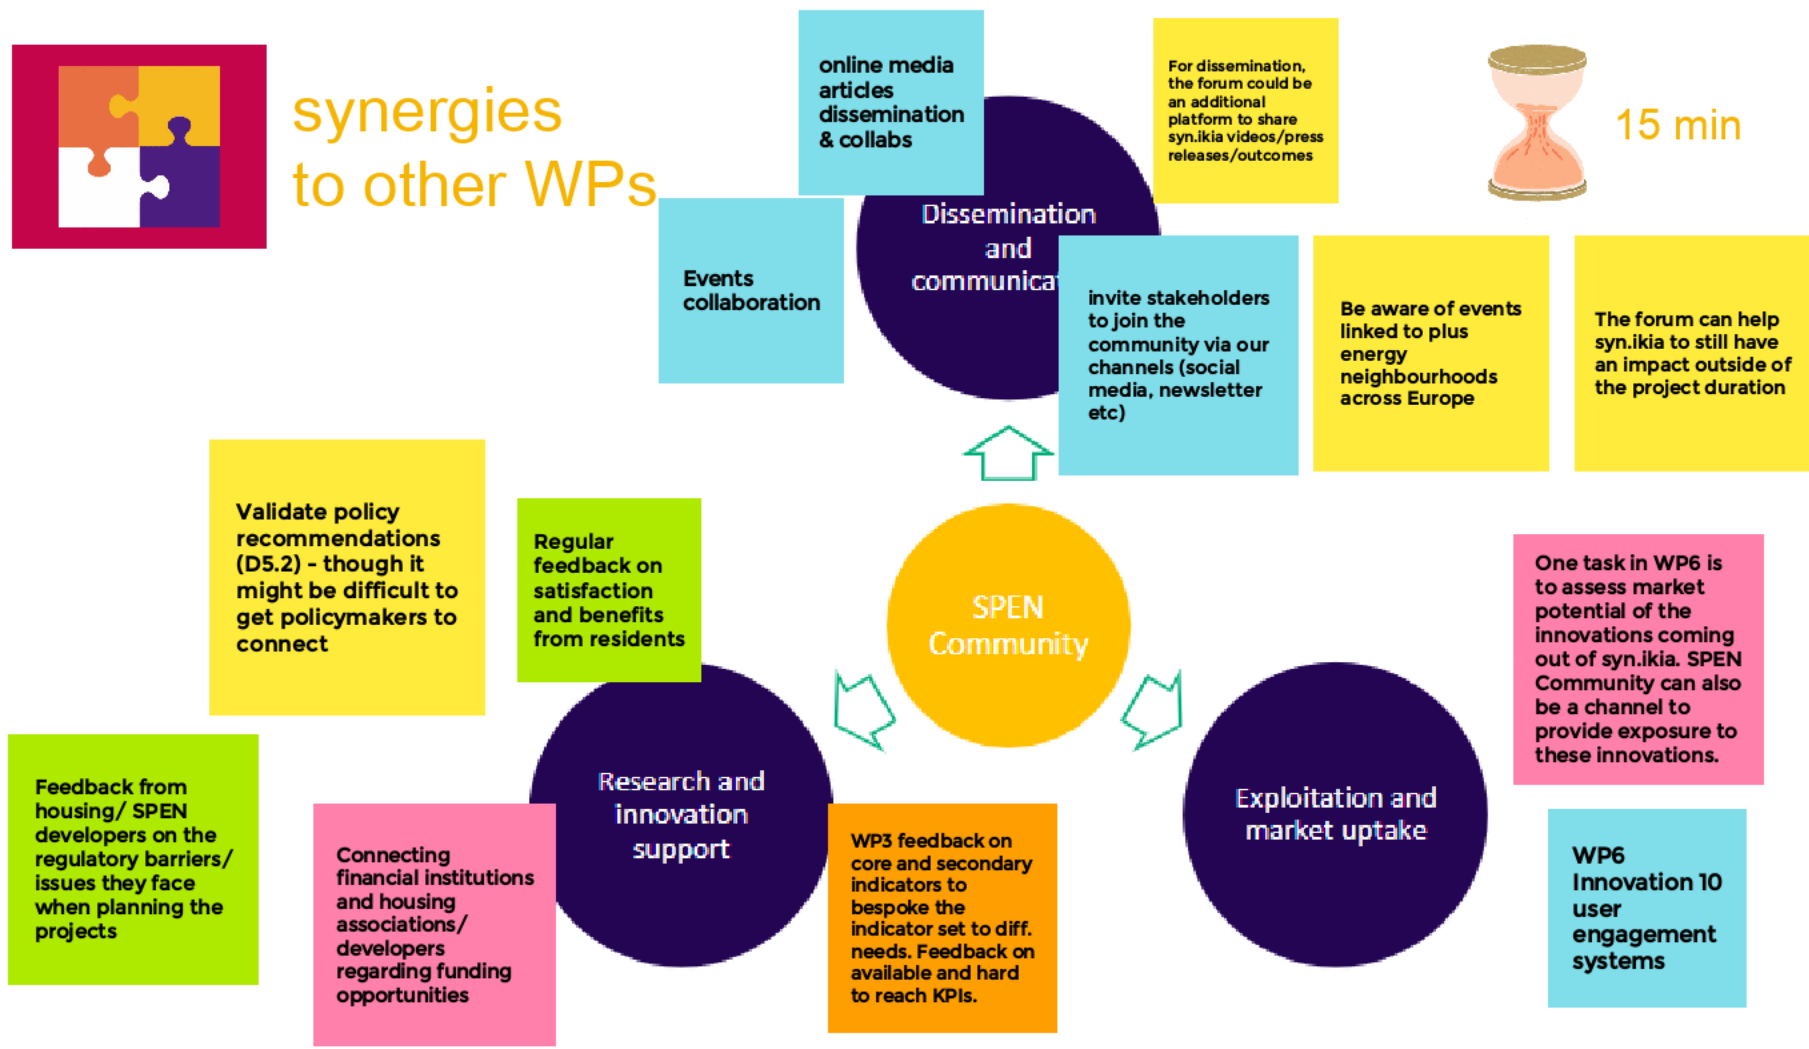 synergies
to other WPs
online media
articles
dissemination
& collabs
For dissemination,
the forum could be
an additional
platform to share
syn.ikia videos/press
releases/outcomes
15 min
Events
collaboration
Dissemination
and
communica
invite stakeholders
to join the
community via our
channels (social
media, newsletter
etc)
Be aware of events
linked to plus
energy
neighbourhoods
across Europe
The forum can help
syn.ikia to still have
an impact outside of
the project duration
Validate policy
recommendations
(D5.2) - though it
might be difficult to
get policymakers to
connect
Regular
feedback on
satisfaction
and benefits
from residents
SPEN
Community
One task in WP6 is
to assess market
potential of the
innovations coming
out of syn.ikia. SPEN
Community can also
be a channel to
provide exposure to
these innovations.
Feedback from
housing/ SPEN
developers on the
regulatory barriers/
issues they face
when planning the
projects
Connecting
financial institutions
and housing
associations/
developers
regarding funding
opportunities
Research and
innovation
support
WP3 feedback on
core and secondary
indicators to
bespoke the
indicator set to diff.
needs. Feedback on
available and hard
to reach KPIs.
Exploitation and
market uptake
WP6
Innovation 10
user
engagement
systems